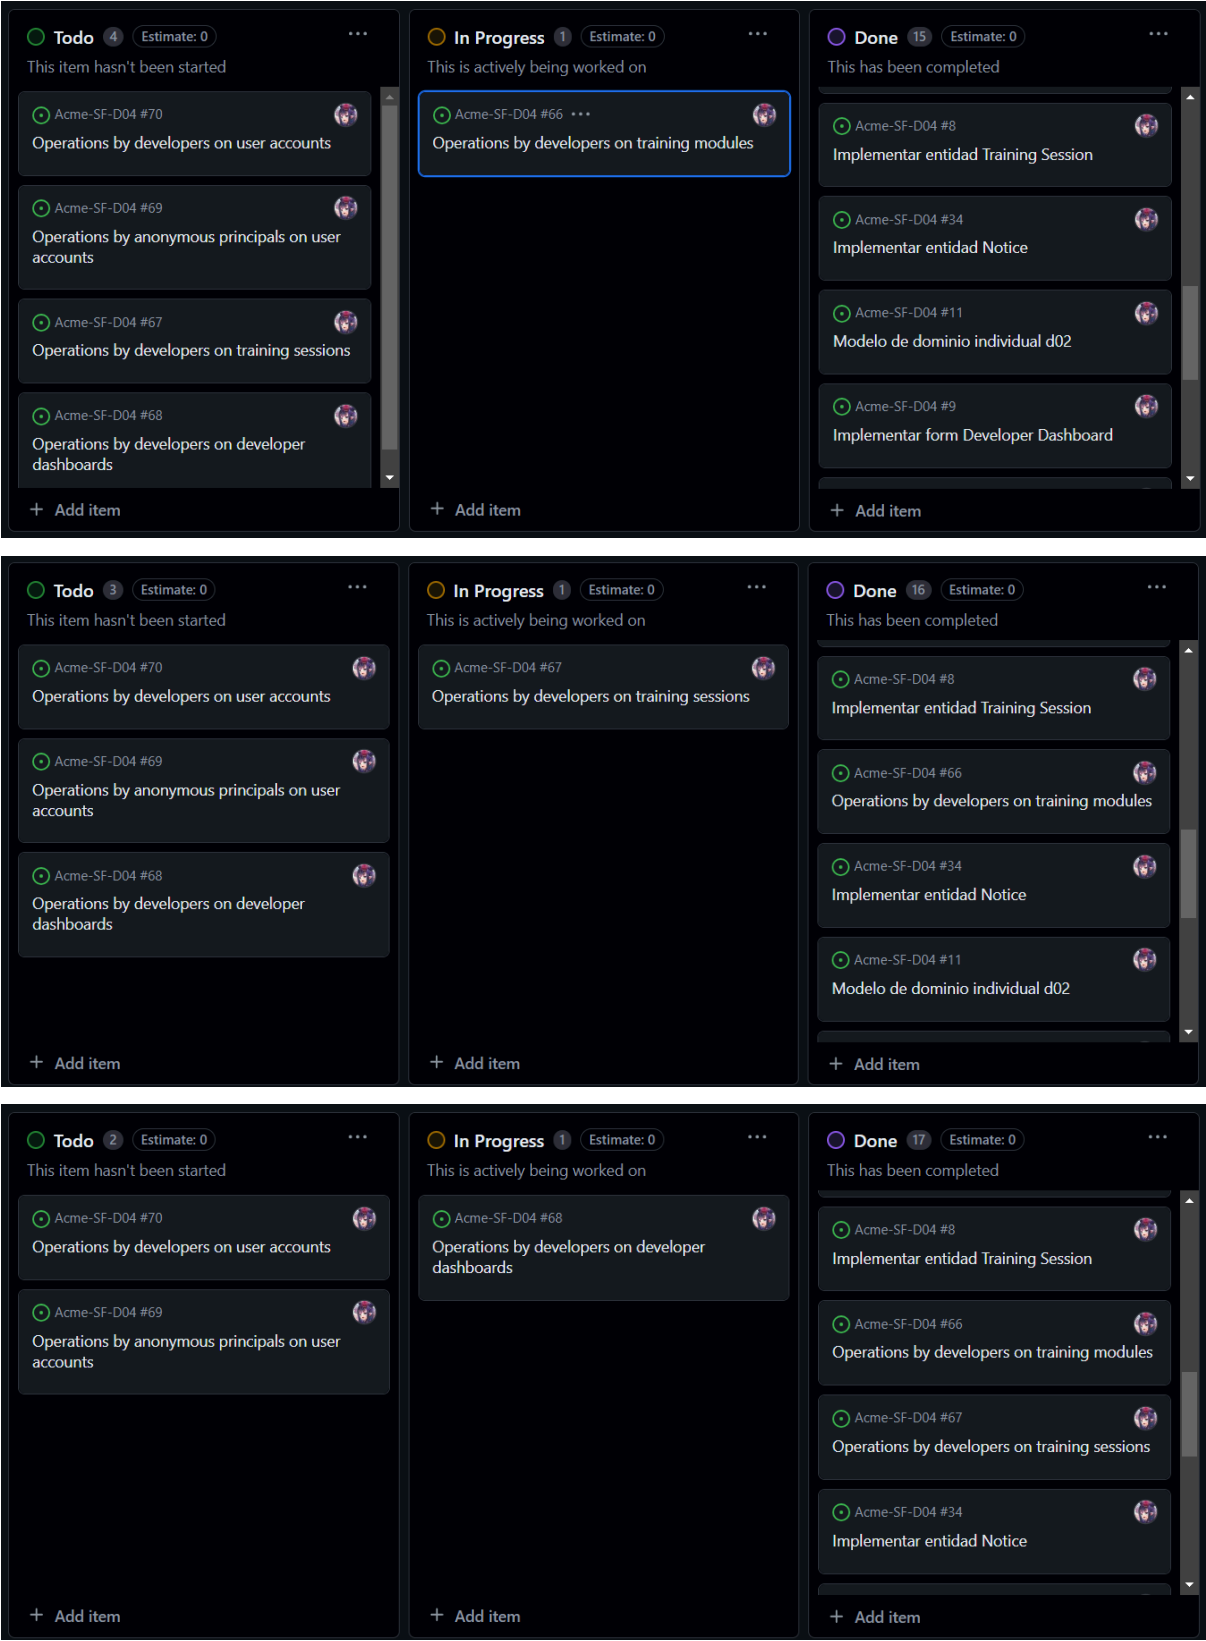 Todo 4 Estimate: 0
This item hasn't been started
Acme-SF-D04 #70
Operations by developers on user accounts
Acme-SF-D04 #69
Operations by anonymous principals on user
accounts
Acme-SF-D04 #67
Operations by developers on training sessions
Acme-SF-D04 #68
Operations by developers on developer
dashboards
+ Add item
In Progress 1 Estimate: 0
This is actively being worked on
Acme-SF-D04 #66
Operations by developers on training modules
+ Add item
Done 15 Estimate: 0
This has been completed
Acme-SF-D04 #8
Implementar entidad Training Session
Acme-SF-D04 #34
Implementar entidad Notice
Acme-SF-D04 #11
Modelo de dominio individual d02
Acme-SF-D04 #9
Implementar form Developer Dashboard
+ Add item
Todo 3 Estimate: 0
This item hasn't been started
Acme-SF-D04 #70
Operations by developers on user accounts
Acme-SF-D04 #69
Operations by anonymous principals on user
accounts
Acme-SF-D04 #68
Operations by developers on developer
dashboards
+ Add item
In Progress 1 Estimate: 0
This is actively being worked on
Acme-SF-D04 #67
Operations by developers on training sessions
+ Add item
Done 16 Estimate: 0
This has been completed
Acme-SF-D04 #8
Implementar entidad Training Session
Acme-SF-D04 #66
Operations by developers on training modules
Acme-SF-D04 #34
Implementar entidad Notice
Acme-SF-D04 #11
Modelo de dominio individual d02
+ Add item
Todo 2 Estimate: 0
This item hasn't been started
Acme-SF-D04 #70
Operations by developers on user accounts
Acme-SF-D04 #69
Operations by anonymous principals on user
accounts
+ Add item
In Progress 1 Estimate: 0
This is actively being worked on
Acme-SF-D04 #68
Operations by developers on developer
dashboards
+ Add item
Done 17 Estimate: 0
This has been completed
Acme-SF-D04 #8
Implementar entidad Training Session
Acme-SF-D04 #66
Operations by developers on training modules
Acme-SF-D04 #67
Operations by developers on training sessions
Acme-SF-D04 #34
Implementar entidad Notice
+ Add item